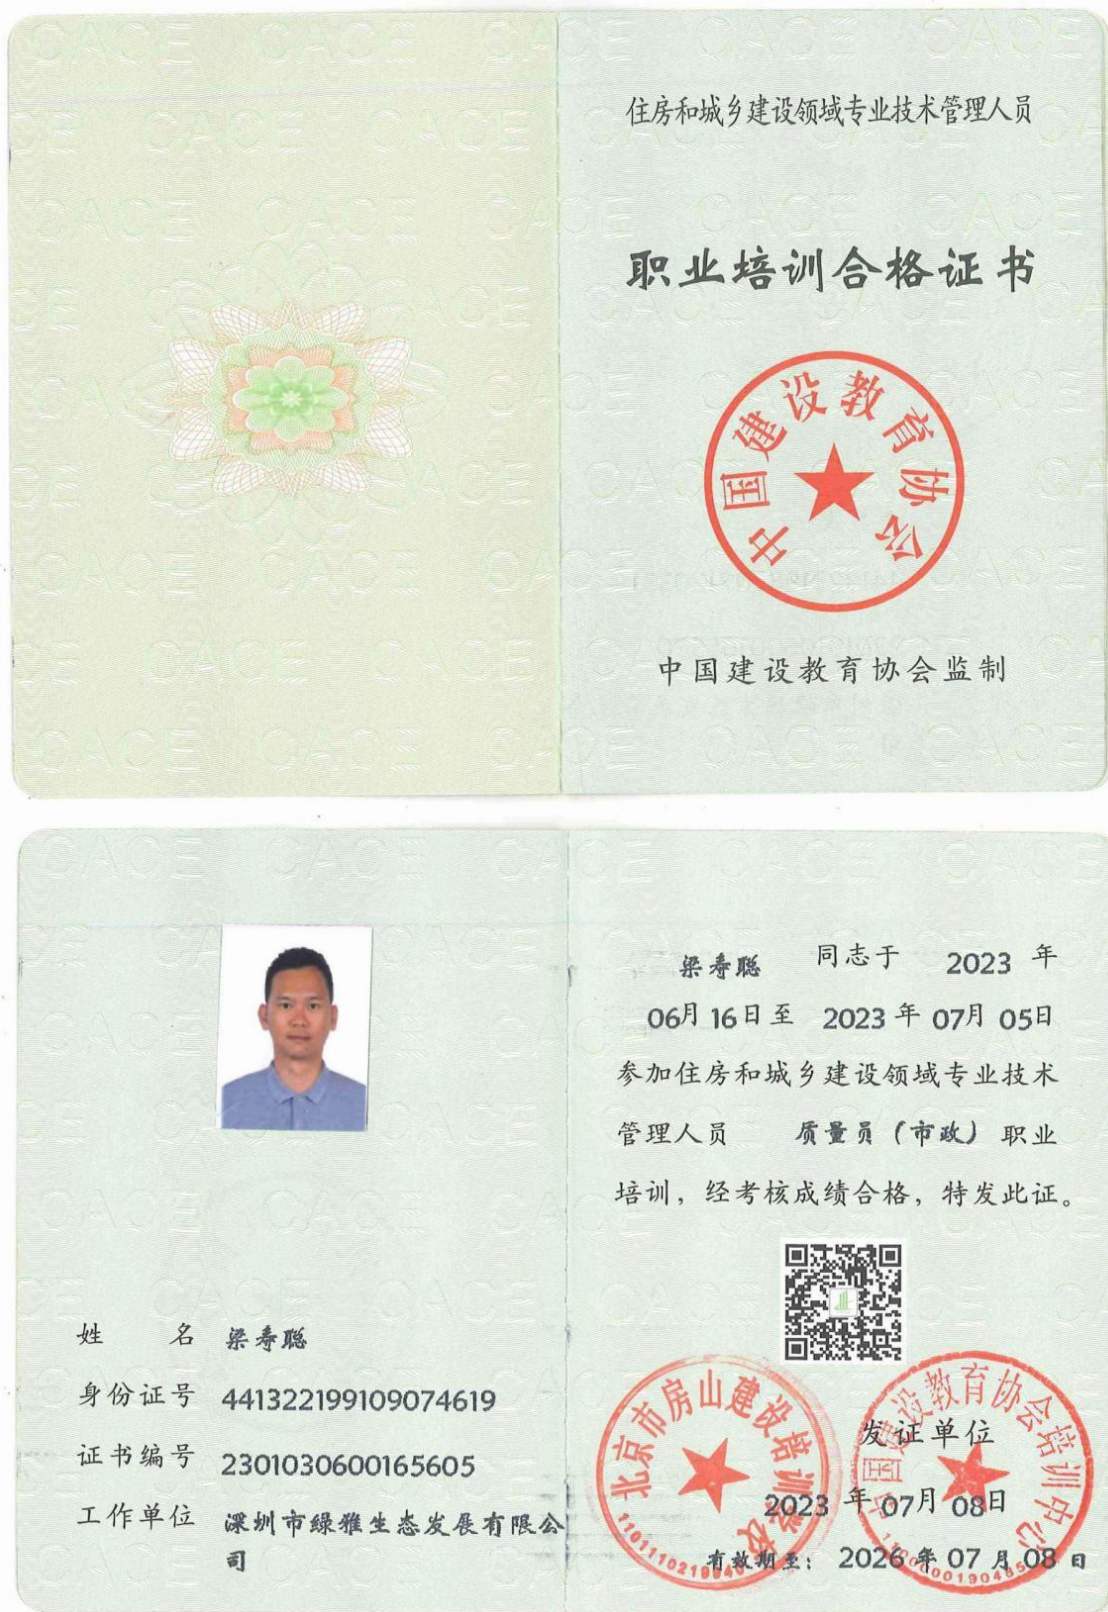 住房和城乡建设领域专业技术管理人员
职业培训合格证书
中国建设教育协会
中国建设教育协会监制
梁寿聪 同志于 2023 年
06月 16日至 2023 年 07月 05日
参加住房和城乡建设领域专业技术
管理人员 质量员（市政） 职业
培训，经考核成绩合格，特发此证。
姓 名 梁寿聪
身份证号 441322199109074619
证书编号 2301030600165605
工作单位 深圳市绿雅生态发展有限公
司
北京市房山建设培训学校
中国建设教育协会培训中心
发证单位
2023 年 07月 08日
有效期至： 2026 年 07 月 08 日